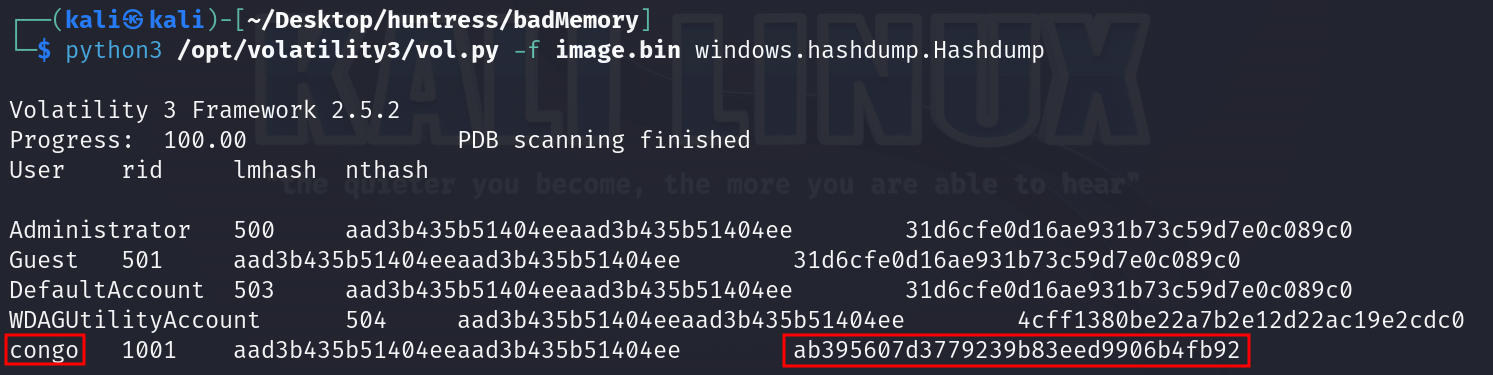 (kali㉿kali)-[~/Desktop/huntress/badMemory]
$ python3 /opt/volatility3/vol.py -f image.bin windows.hashdump.Hashdump
KALI LINUX
Volatility 3 Framework 2.5.2
Progress: 100.00 PDB scanning finished
User rid lmhash nthash
"the quieter you become, the more you are able to hear"
Administrator 500 aad3b435b51404eeaad3b435b51404ee 31d6cfe0d16ae931b73c59d7e0c089c0
Guest 501 aad3b435b51404eeaad3b435b51404ee 31d6cfe0d16ae931b73c59d7e0c089c0
DefaultAccount 503 aad3b435b51404eeaad3b435b51404ee 31d6cfe0d16ae931b73c59d7e0c089c0
WDAGUtilityAccount 504 aad3b435b51404eeaad3b435b51404ee 4cff1380be22a7b2e12d22ac19e2cdc0
congo 1001 aad3b435b51404eeaad3b435b51404ee ab395607d3779239b83eed9906b4fb92